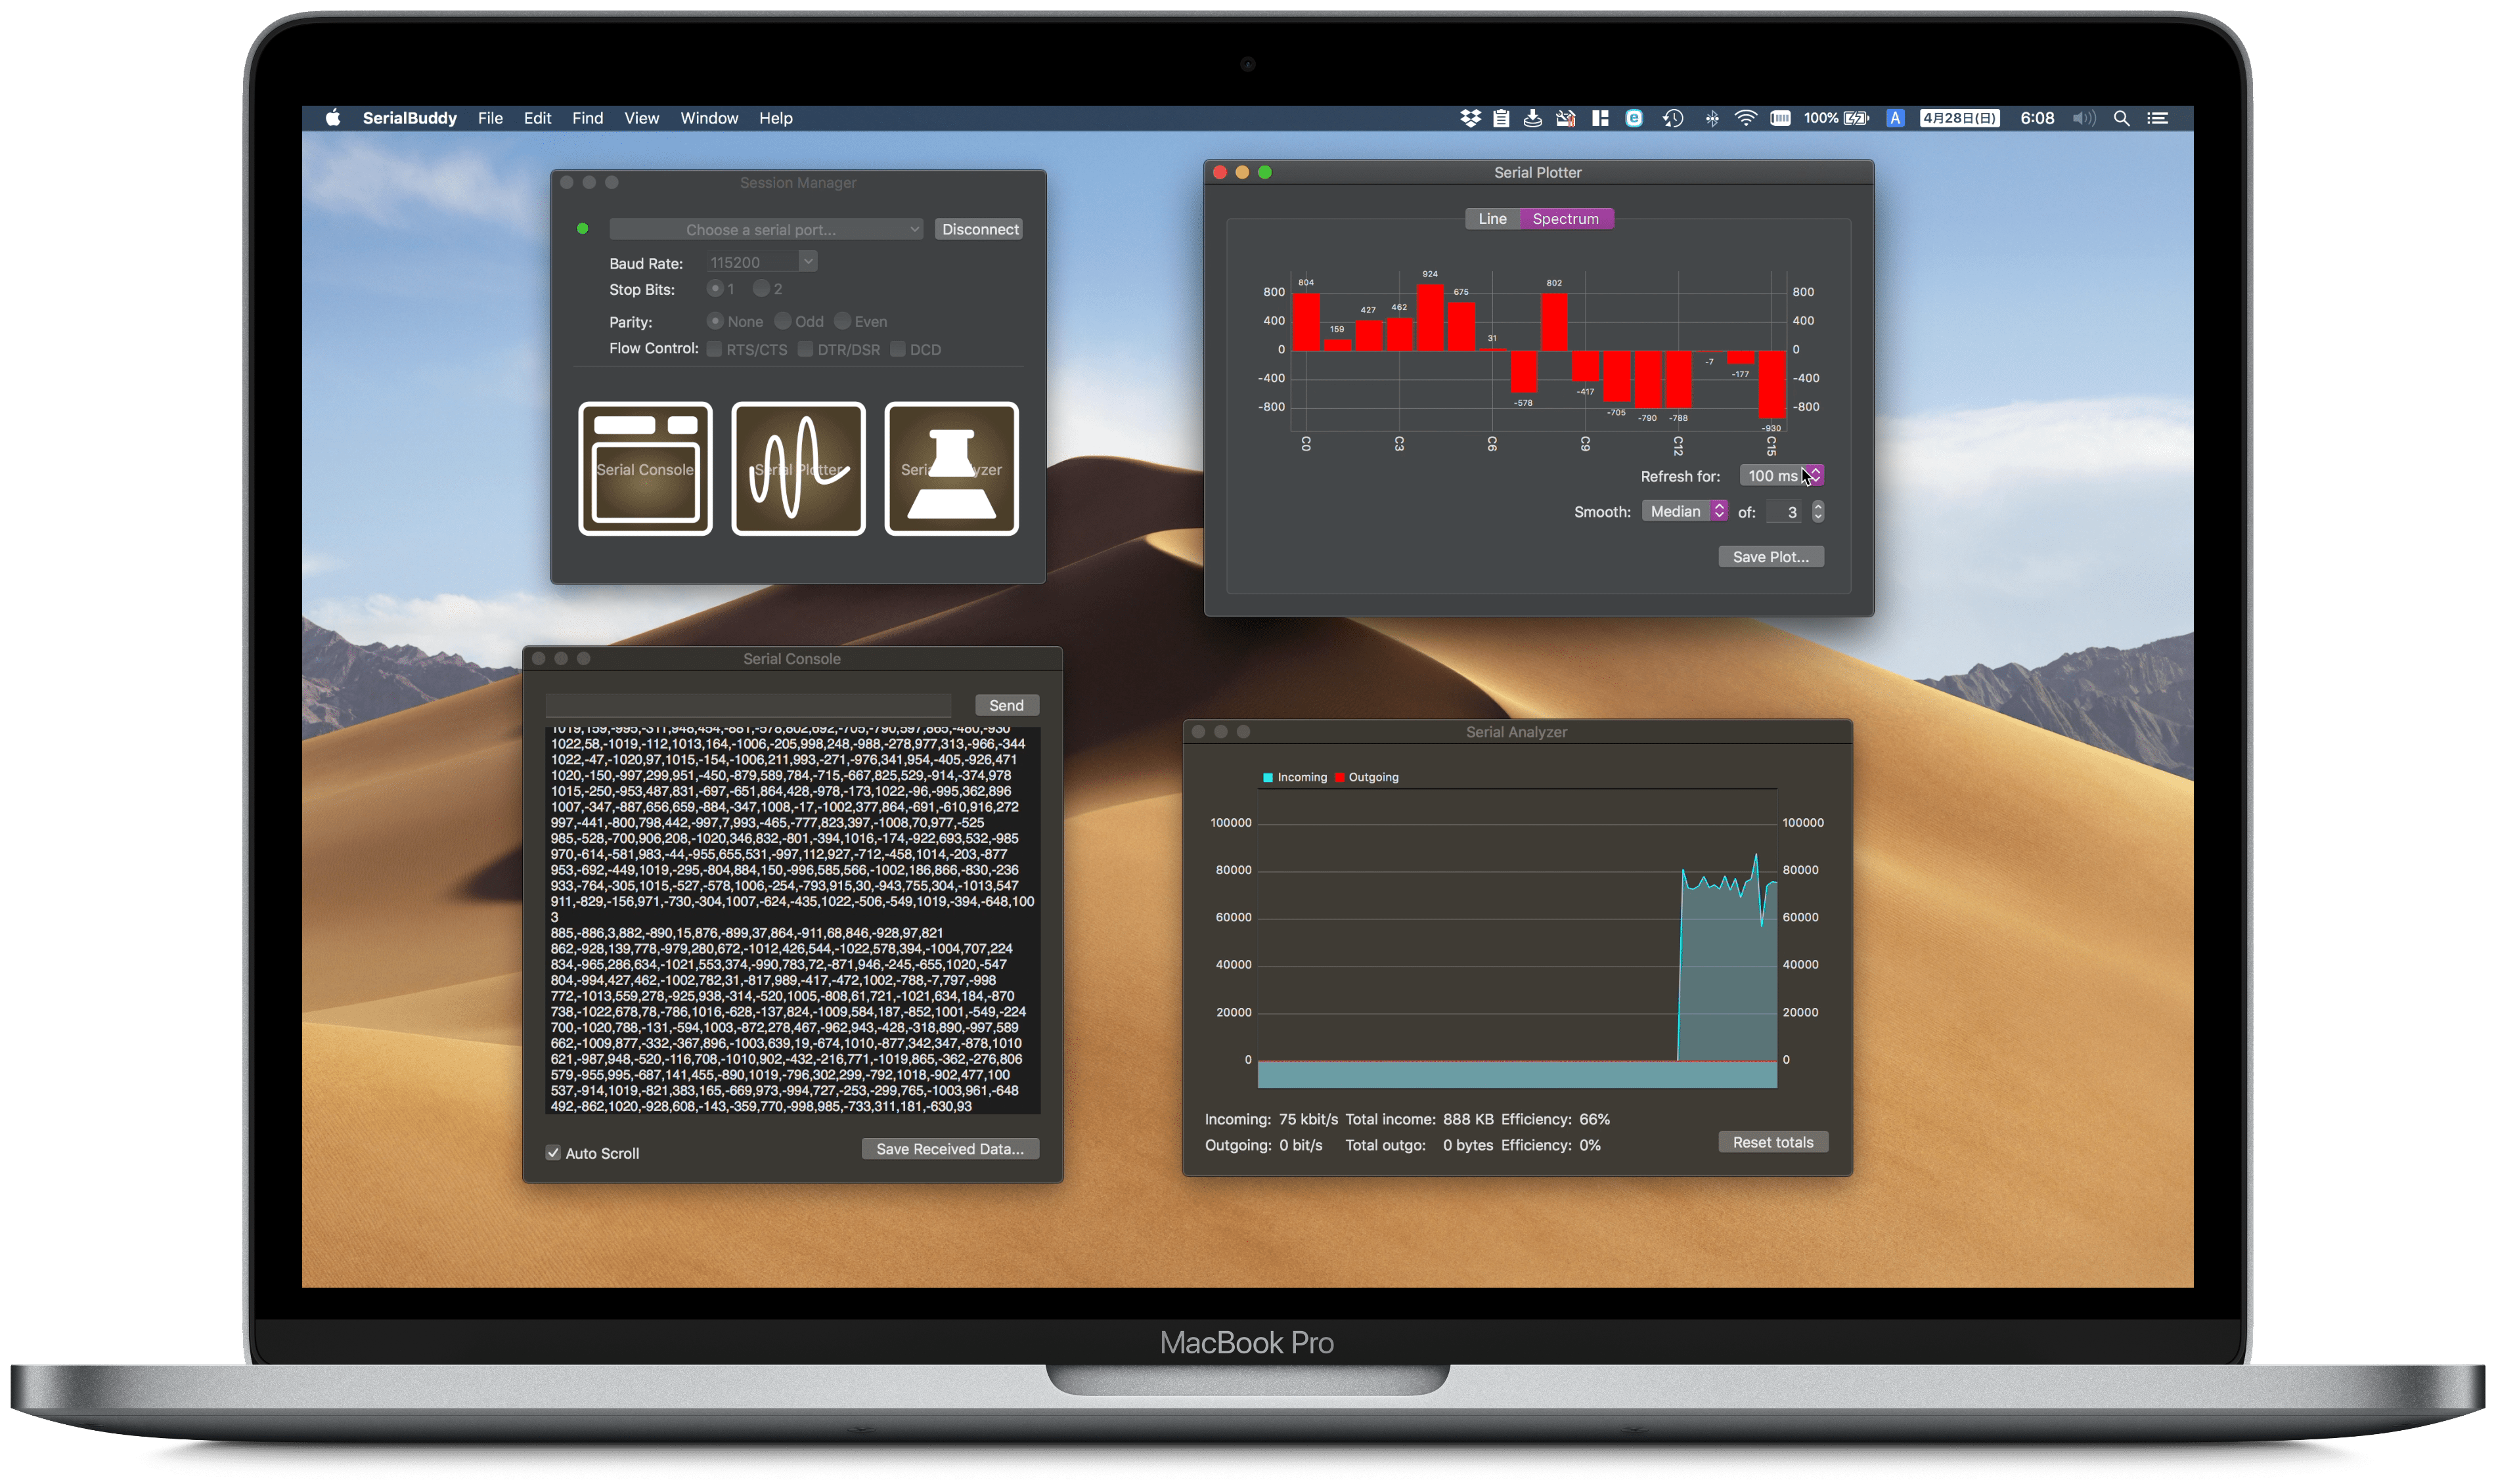 SerialBuddy File Edit Find View Window Help
100% A 4月28日(日) 6:08
Session Manager
Choose a serial port... Disconnect
Baud Rate: 115200
Stop Bits: 1 2
Parity: None Odd Even
Flow Control: RTS/CTS DTR/DSR DCD
Serial Console Serial Plotter Serial Analyzer
Serial Plotter
Line Spectrum
804 159 427 462 924 675 31 -578 802 -417 -705 -790 -788 -7 -177 -930
800 800
400 400
0 0
-400 -400
-800 -800
C0 C3 C6 C9 C12 C15
Refresh for: 100 ms
Smooth: Median of: 3
Save Plot...
Serial Console
Send
1019,159,-995,-311,948,454,-881,-578,802,692,-705,-790,597,865,-480,-930
1022,58,-1019,-112,1013,164,-1006,-205,998,248,-988,-278,977,313,-966,-344
1022,-47,-1020,97,1015,-154,-1006,211,993,-271,-976,341,954,-405,-926,471
1020,-150,-997,299,951,-450,-879,589,784,-715,-667,825,529,-914,-374,978
1015,-250,-953,487,831,-697,-651,864,428,-978,-173,1022,-96,-995,362,896
1007,-347,-887,656,659,-884,-347,1008,-17,-1002,377,864,-691,-610,916,272
997,-441,-800,798,442,-997,7,993,-465,-777,823,397,-1008,70,977,-525
985,-528,-700,906,208,-1020,346,832,-801,-394,1016,-174,-922,693,532,-985
970,-614,-581,983,-44,-955,655,531,-997,112,927,-712,-458,1014,-203,-877
953,-692,-449,1019,-295,-804,884,150,-996,585,566,-1002,186,866,-830,-236
933,-764,-305,1015,-527,-578,1006,-254,-793,915,30,-943,755,304,-1013,547
911,-829,-156,971,-730,-304,1007,-624,-435,1022,-506,-549,1019,-394,-648,100
3
885,-886,3,882,-890,15,876,-899,37,864,-911,68,846,-928,97,821
862,-928,139,778,-979,280,672,-1012,426,544,-1022,578,394,-1004,707,224
834,-965,286,634,-1021,553,374,-990,783,72,-871,946,-245,-655,1020,-547
804,-994,427,462,-1002,782,31,-817,989,-417,-472,1002,-788,-7,797,-998
772,-1013,559,278,-925,938,-314,-520,1005,-808,61,721,-1021,634,184,-870
738,-1022,678,78,-786,1016,-628,-137,824,-1009,584,187,-852,1001,-549,-224
700,-1020,788,-131,-594,1003,-872,278,467,-962,943,-428,-318,890,-997,589
662,-1009,877,-332,-367,896,-1003,639,19,-674,1010,-877,342,347,-878,1010
621,-987,948,-520,-116,708,-1010,902,-432,-216,771,-1019,865,-362,-276,806
579,-955,995,-687,141,455,-890,1019,-796,302,299,-792,1018,-902,477,100
537,-914,1019,-821,383,165,-669,973,-994,727,-253,-299,765,-1003,961,-648
492,-862,1020,-928,608,-143,-359,770,-998,985,-733,311,181,-630,93
Auto Scroll Save Received Data...
Serial Analyzer
Incoming Outgoing
100000 100000
80000 80000
60000 60000
40000 40000
20000 20000
0 0
Incoming: 75 kbit/s Total income: 888 KB Efficiency: 66%
Outgoing: 0 bit/s Total outgo: 0 bytes Efficiency: 0%
Reset totals
MacBook Pro